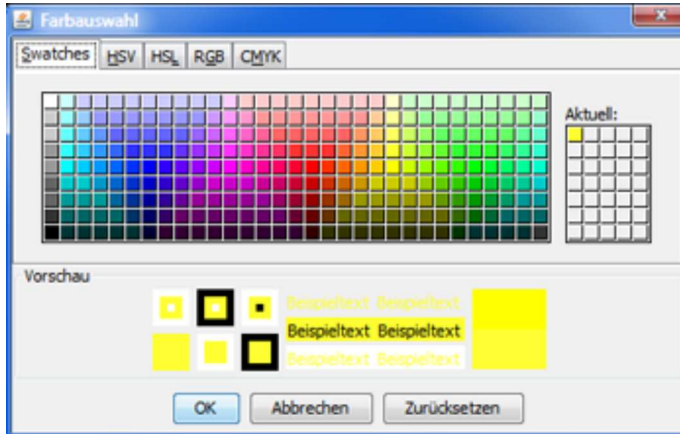 Farbauswahl
Swatches HSV HSL RGB CMYK
Aktuell:
Vorschau
Beispieltext Beispieltext
Beispieltext Beispieltext
Beispieltext Beispieltext
OK Abbrechen Zurücksetzen